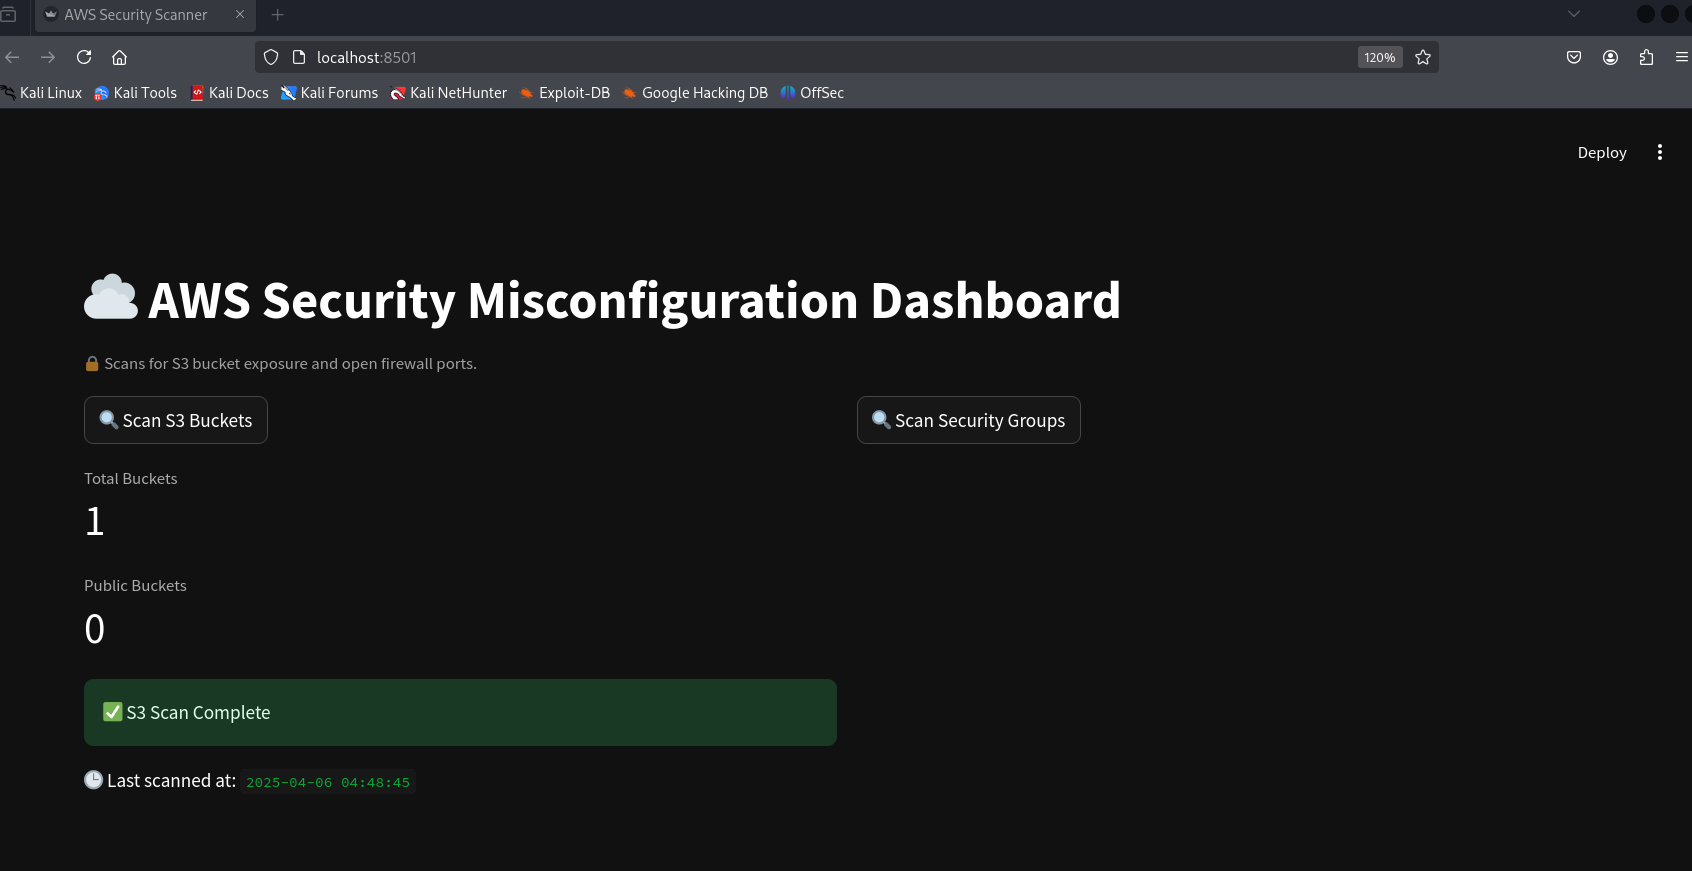 AWS Security Scanner
localhost:8501
120%
Kali Linux Kali Tools Kali Docs Kali Forums Kali NetHunter Exploit-DB Google Hacking DB OffSec
Deploy
AWS Security Misconfiguration Dashboard
Scans for S3 bucket exposure and open firewall ports.
Scan S3 Buckets
Scan Security Groups
Total Buckets
1
Public Buckets
0
S3 Scan Complete
Last scanned at: 2025-04-06 04:48:45